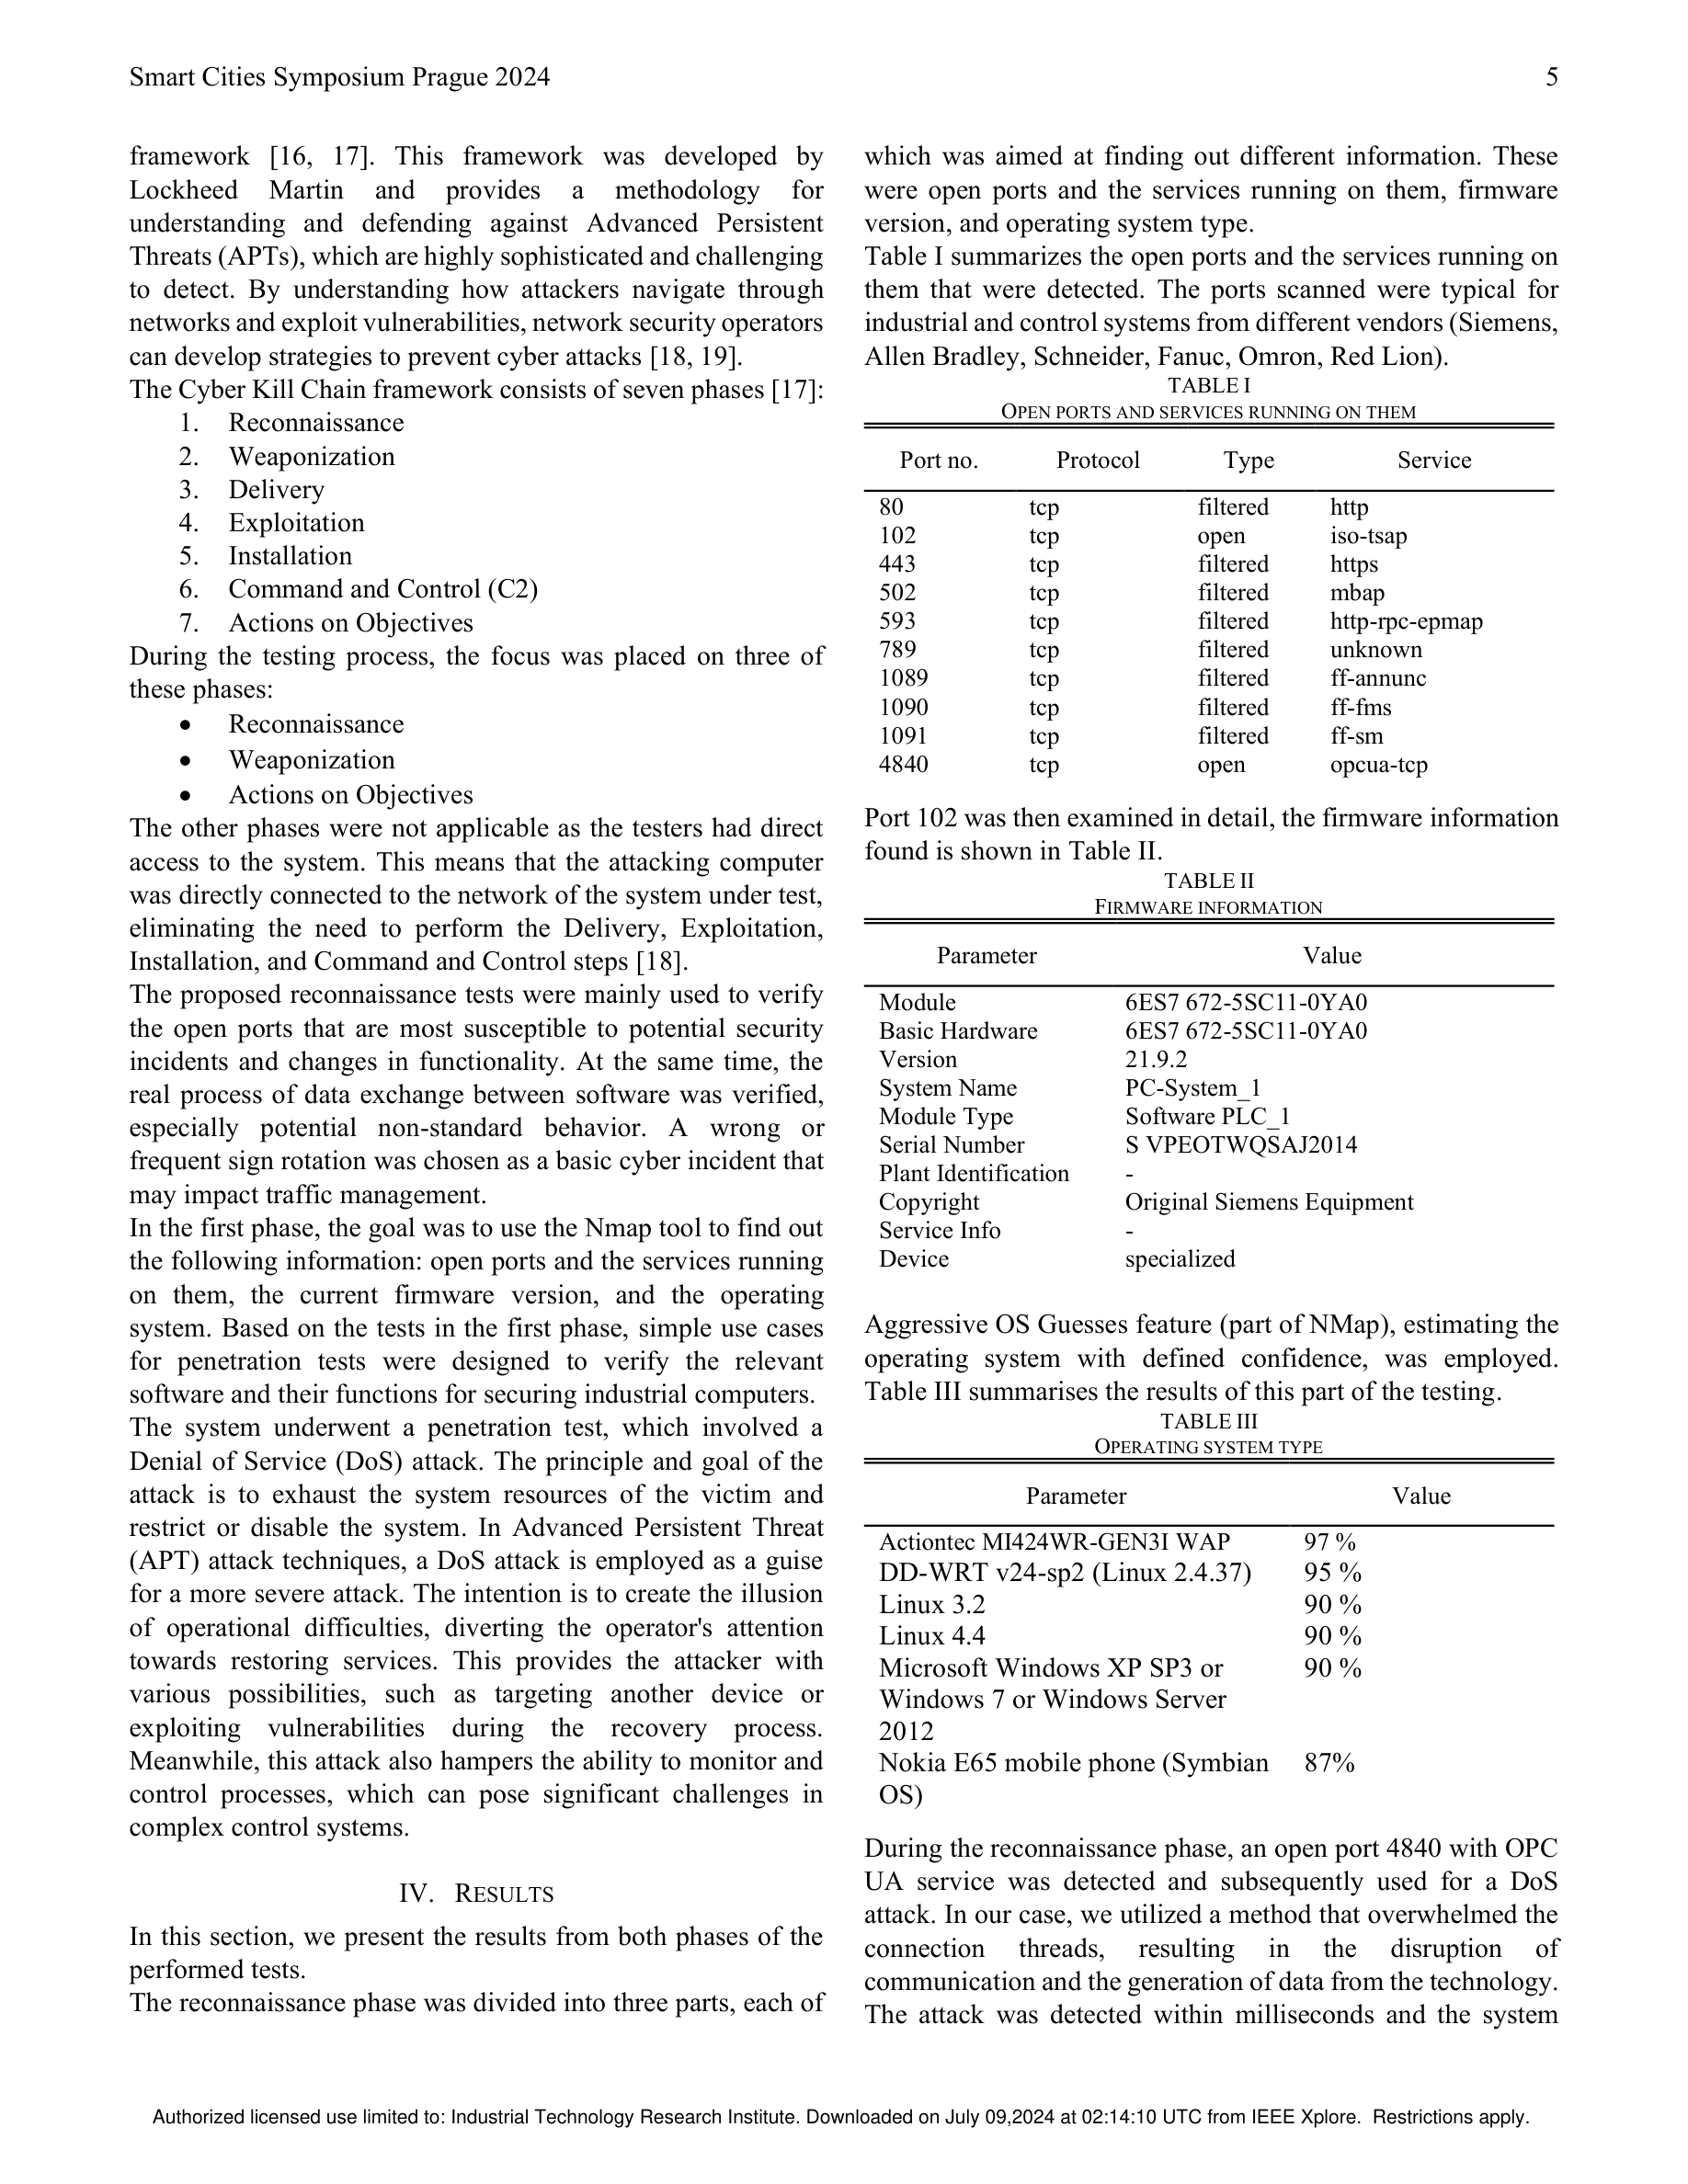 Smart Cities Symposium Prague 2024
5
framework [16, 17]. This framework was developed by
Lockheed Martin and provides a methodology for
understanding and defending against Advanced Persistent
Threats (APTs), which are highly sophisticated and challenging
to detect. By understanding how attackers navigate through
networks and exploit vulnerabilities, network security operators
can develop strategies to prevent cyber attacks [18, 19].
The Cyber Kill Chain framework consists of seven phases [17]:
1. Reconnaissance
2. Weaponization
3. Delivery
4. Exploitation
5. Installation
6. Command and Control (C2)
7. Actions on Objectives
During the testing process, the focus was placed on three of
these phases:
• Reconnaissance
• Weaponization
• Actions on Objectives
The other phases were not applicable as the testers had direct
access to the system. This means that the attacking computer
was directly connected to the network of the system under test,
eliminating the need to perform the Delivery, Exploitation,
Installation, and Command and Control steps [18].
The proposed reconnaissance tests were mainly used to verify
the open ports that are most susceptible to potential security
incidents and changes in functionality. At the same time, the
real process of data exchange between software was verified,
especially potential non-standard behavior. A wrong or
frequent sign rotation was chosen as a basic cyber incident that
may impact traffic management.
In the first phase, the goal was to use the Nmap tool to find out
the following information: open ports and the services running
on them, the current firmware version, and the operating
system. Based on the tests in the first phase, simple use cases
for penetration tests were designed to verify the relevant
software and their functions for securing industrial computers.
The system underwent a penetration test, which involved a
Denial of Service (DoS) attack. The principle and goal of the
attack is to exhaust the system resources of the victim and
restrict or disable the system. In Advanced Persistent Threat
(APT) attack techniques, a DoS attack is employed as a guise
for a more severe attack. The intention is to create the illusion
of operational difficulties, diverting the operator's attention
towards restoring services. This provides the attacker with
various possibilities, such as targeting another device or
exploiting vulnerabilities during the recovery process.
Meanwhile, this attack also hampers the ability to monitor and
control processes, which can pose significant challenges in
complex control systems.
IV. RESULTS
In this section, we present the results from both phases of the
performed tests.
The reconnaissance phase was divided into three parts, each of
which was aimed at finding out different information. These
were open ports and the services running on them, firmware
version, and operating system type.
Table I summarizes the open ports and the services running on
them that were detected. The ports scanned were typical for
industrial and control systems from different vendors (Siemens,
Allen Bradley, Schneider, Fanuc, Omron, Red Lion).
TABLE I
OPEN PORTS AND SERVICES RUNNING ON THEM
Port no. Protocol Type Service
80 tcp filtered http
102 tcp open iso-tsap
443 tcp filtered https
502 tcp filtered mbap
593 tcp filtered http-rpc-epmap
789 tcp filtered unknown
1089 tcp filtered ff-annunc
1090 tcp filtered ff-fms
1091 tcp filtered ff-sm
4840 tcp open opcua-tcp
Port 102 was then examined in detail, the firmware information
found is shown in Table II.
TABLE II
FIRMWARE INFORMATION
Parameter Value
Module 6ES7 672-5SC11-0YA0
Basic Hardware 6ES7 672-5SC11-0YA0
Version 21.9.2
System Name PC-System_1
Module Type Software PLC_1
Serial Number S VPEOTWQSAJ2014
Plant Identification -
Copyright Original Siemens Equipment
Service Info -
Device specialized
Aggressive OS Guesses feature (part of NMap), estimating the
operating system with defined confidence, was employed.
Table III summarises the results of this part of the testing.
TABLE III
OPERATING SYSTEM TYPE
Parameter Value
Actiontec MI424WR-GEN3I WAP 97 %
DD-WRT v24-sp2 (Linux 2.4.37) 95 %
Linux 3.2 90 %
Linux 4.4 90 %
Microsoft Windows XP SP3 or 90 %
Windows 7 or Windows Server
2012
Nokia E65 mobile phone (Symbian 87%
OS)
During the reconnaissance phase, an open port 4840 with OPC
UA service was detected and subsequently used for a DoS
attack. In our case, we utilized a method that overwhelmed the
connection threads, resulting in the disruption of
communication and the generation of data from the technology.
The attack was detected within milliseconds and the system
Authorized licensed use limited to: Industrial Technology Research Institute. Downloaded on July 09,2024 at 02:14:10 UTC from IEEE Xplore. Restrictions apply.